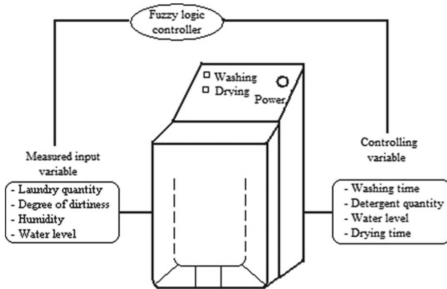 Fuzzy logic
controller
Washing
Drying
Power
Measured input
variable
- Laundry quantity
- Degree of dirtiness
- Humidity
- Water level
Controlling
variable
- Washing time
- Detergent quantity
- Water level
- Drying time